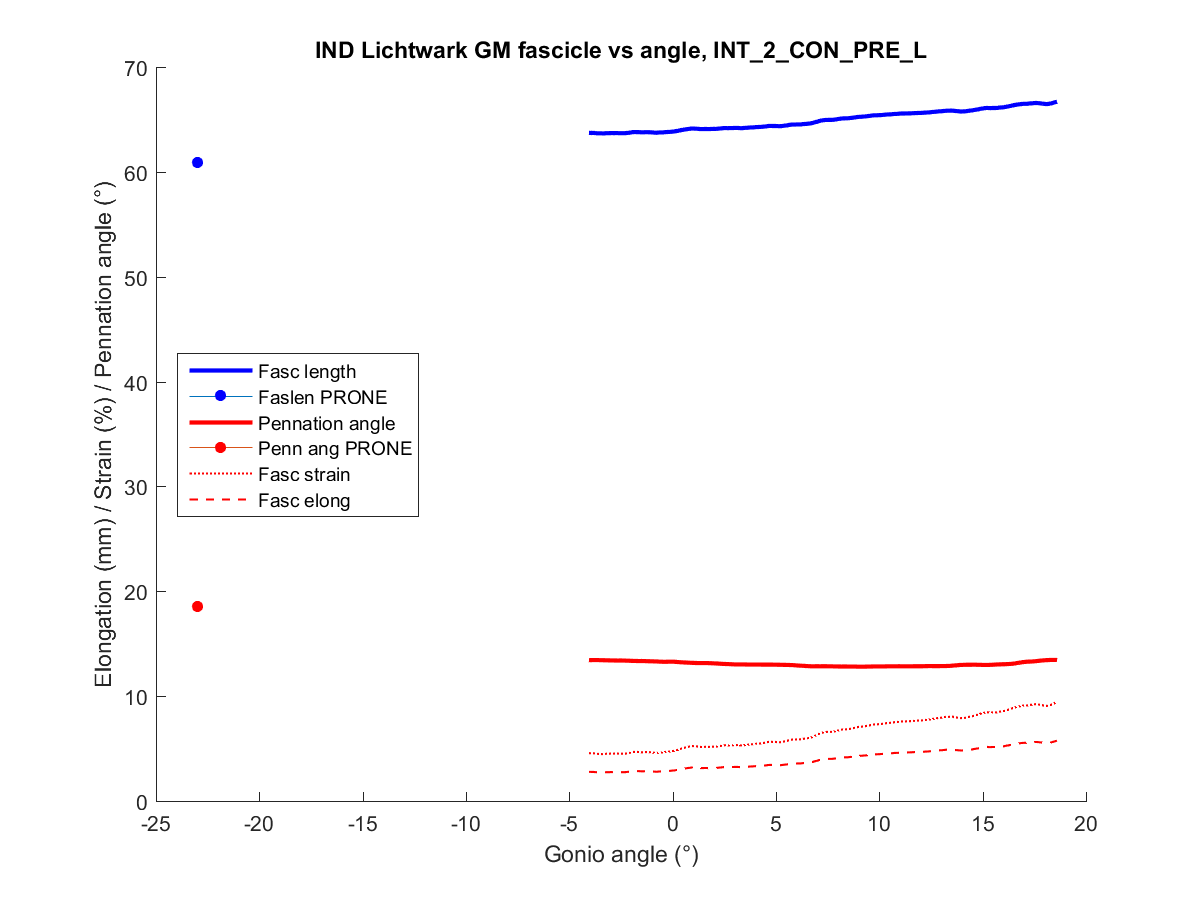 IND Lichtwark GM fascicle vs angle, INT_2_CON_PRE_L
Elongation (mm) / Strain (%) / Pennation angle (°)
70
60
50
40
30
20
10
0
Fasc length
Faslen PRONE
Pennation angle
Penn ang PRONE
Fasc strain
Fasc elong
-25 -20 -15 -10 -5 0 5 10 15 20
Gonio angle (°)